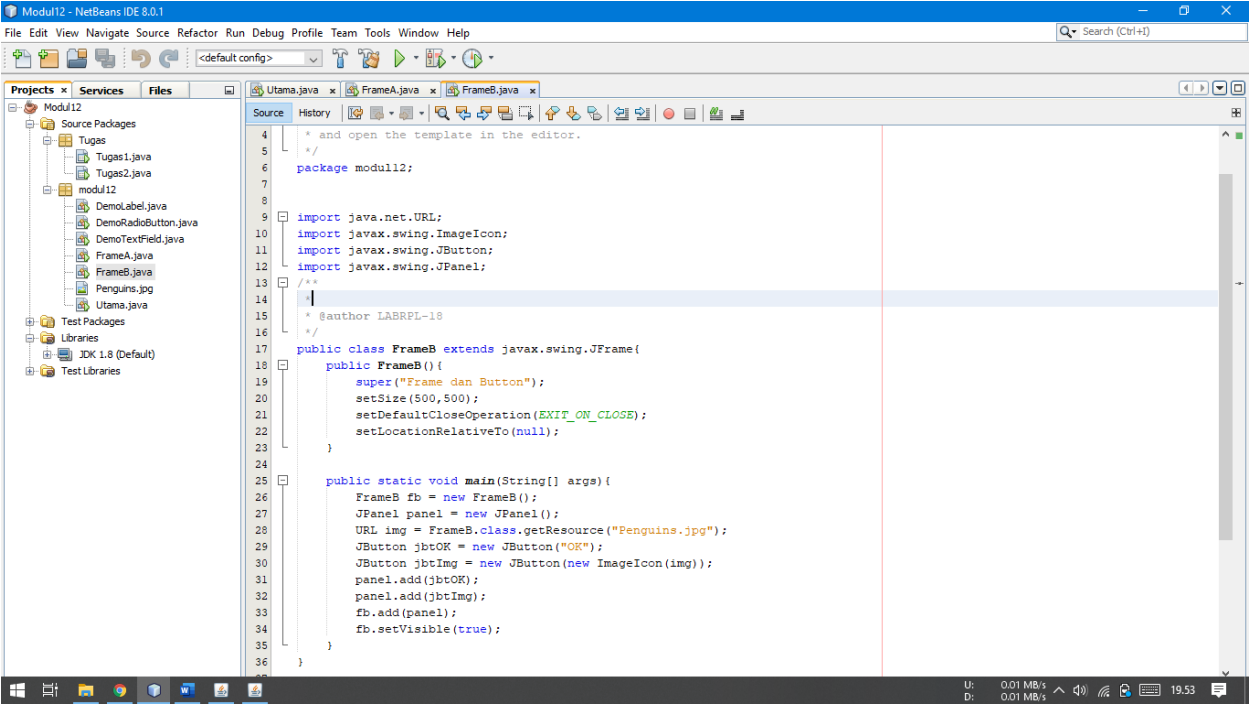 Modul12 - NetBeans IDE 8.0.1
File Edit View Navigate Source Refactor Run Debug Profile Team Tools Window Help
Search (Ctrl+I)
<default config>
Projects
Services
Files
Modul12
Source Packages
Tugas
Tugas1.java
Tugas2.java
modul12
DemoLabel.java
DemoRadioButton.java
DemoTextField.java
FrameA.java
FrameB.java
Penguins.jpg
Utama.java
Test Packages
Libraries
JDK 1.8 (Default)
Test Libraries
Utama.java
FrameA.java
FrameB.java
Source History
4 * and open the template in the editor.
5 */
6 package modul12;
7
8
9 import java.net.URL;
10 import javax.swing.ImageIcon;
11 import javax.swing.JButton;
12 import javax.swing.JPanel;
13 /**
14 *
15 * @author LABRPL-18
16 */
17 public class FrameB extends javax.swing.JFrame{
18 public FrameB(){
19 super("Frame dan Button");
20 setSize(500,500);
21 setDefaultCloseOperation(EXIT_ON_CLOSE);
22 setLocationRelativeTo(null);
23 }
24
25 public static void main(String[] args){
26 FrameB fb = new FrameB();
27 JPanel panel = new JPanel();
28 URL img = FrameB.class.getResource("Penguins.jpg");
29 JButton jbtOK = new JButton("OK");
30 JButton jbtImg = new JButton(new ImageIcon(img));
31 panel.add(jbtOK);
32 panel.add(jbtImg);
33 fb.add(panel);
34 fb.setVisible(true);
35 }
36 }
U: 0.01 MB/s
D: 0.01 MB/s
19.53